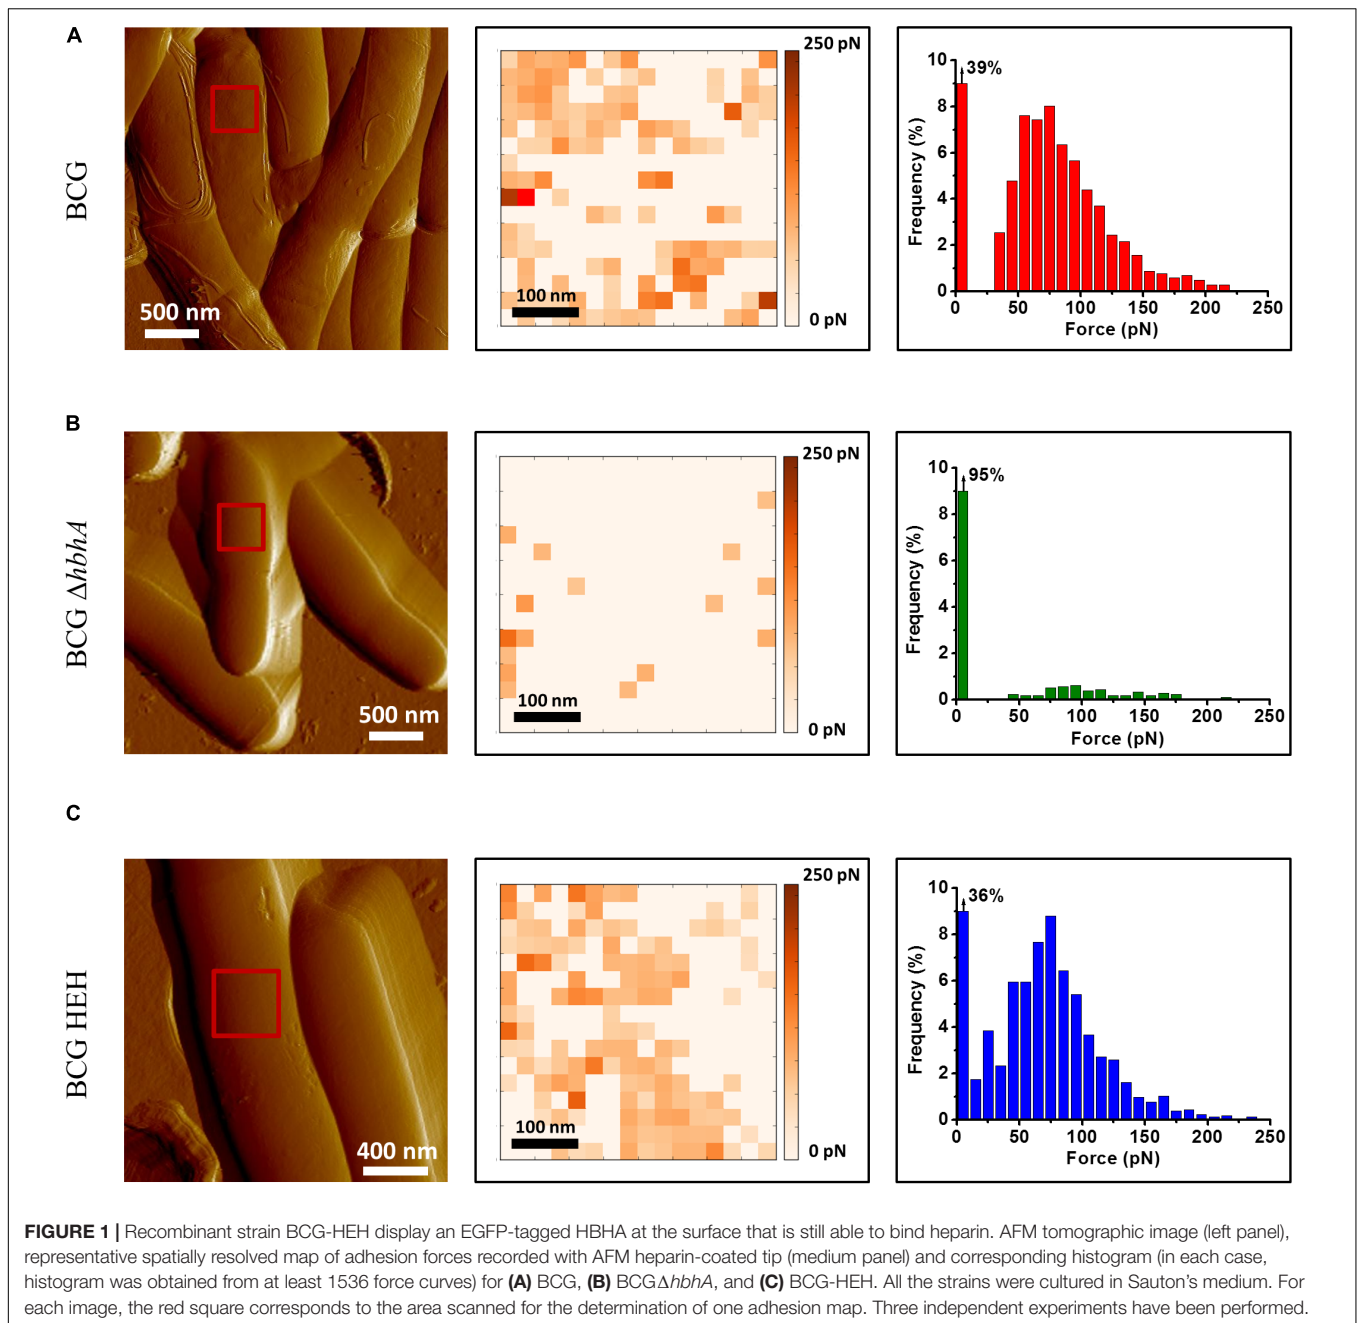 A
BCG
500 nm
250 pN
100 nm
0 pN
39%
Frequency (%)
10
8
6
4
2
0
0 50 100 150 200 250
Force (pN)
B
BCG ΔhbhA
500 nm
250 pN
100 nm
0 pN
95%
Frequency (%)
10
8
6
4
2
0
0 50 100 150 200 250
Force (pN)
C
BCG HEH
400 nm
250 pN
100 nm
0 pN
36%
Frequency (%)
10
8
6
4
2
0
0 50 100 150 200 250
Force (pN)
FIGURE 1 | Recombinant strain BCG-HEH display an EGFP-tagged HBHA at the surface that is still able to bind heparin. AFM tomographic image (left panel),
representative spatially resolved map of adhesion forces recorded with AFM heparin-coated tip (medium panel) and corresponding histogram (in each case,
histogram was obtained from at least 1536 force curves) for (A) BCG, (B) BCGΔhbhA, and (C) BCG-HEH. All the strains were cultured in Sauton's medium. For
each image, the red square corresponds to the area scanned for the determination of one adhesion map. Three independent experiments have been performed.